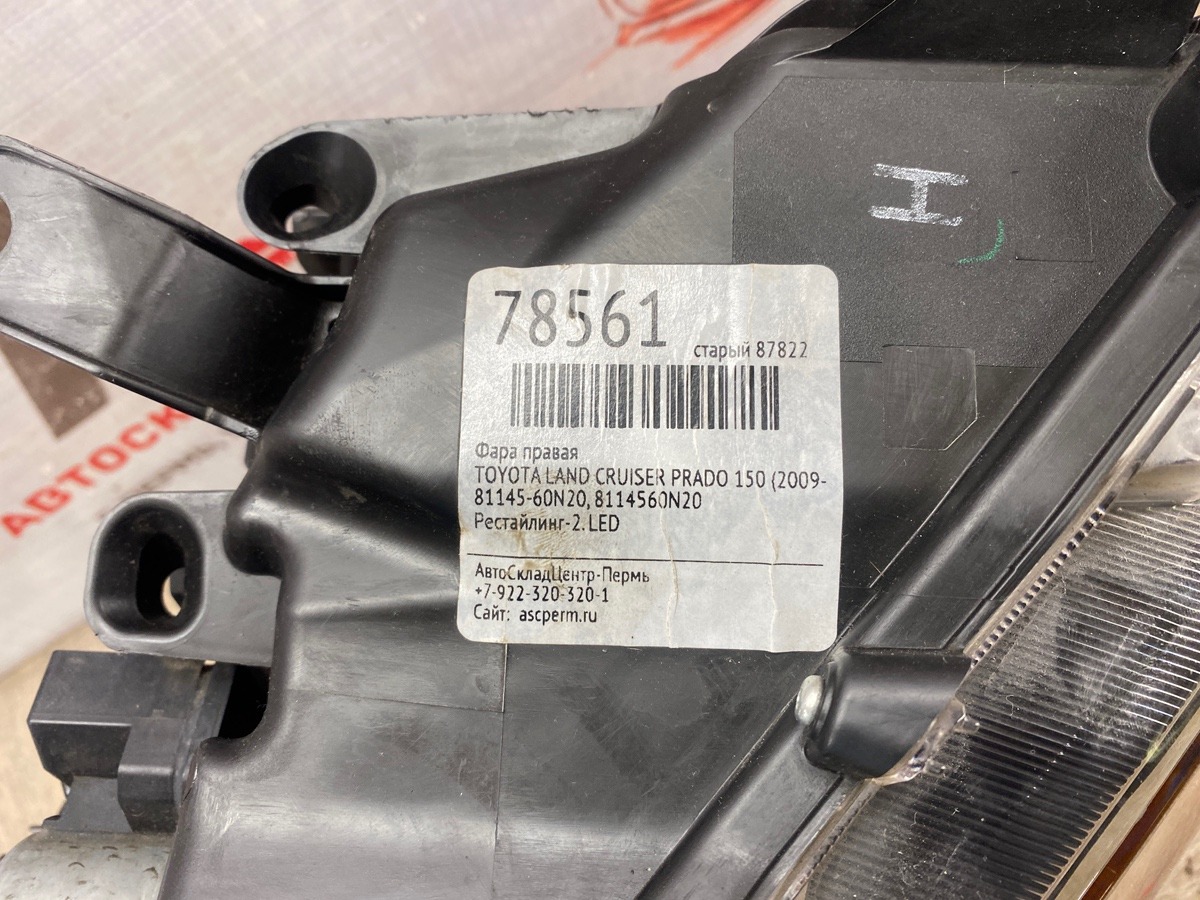 H
78561
старый 87822
Фара правая
TOYOTA LAND CRUISER PRADO 150 (2009-
81145-60N20, 8114560N20
Рестайлинг-2. LED
АвтоСкладЦентр-Пермь
+7-922-320-320-1
Сайт: ascperm.ru
АВТОСК